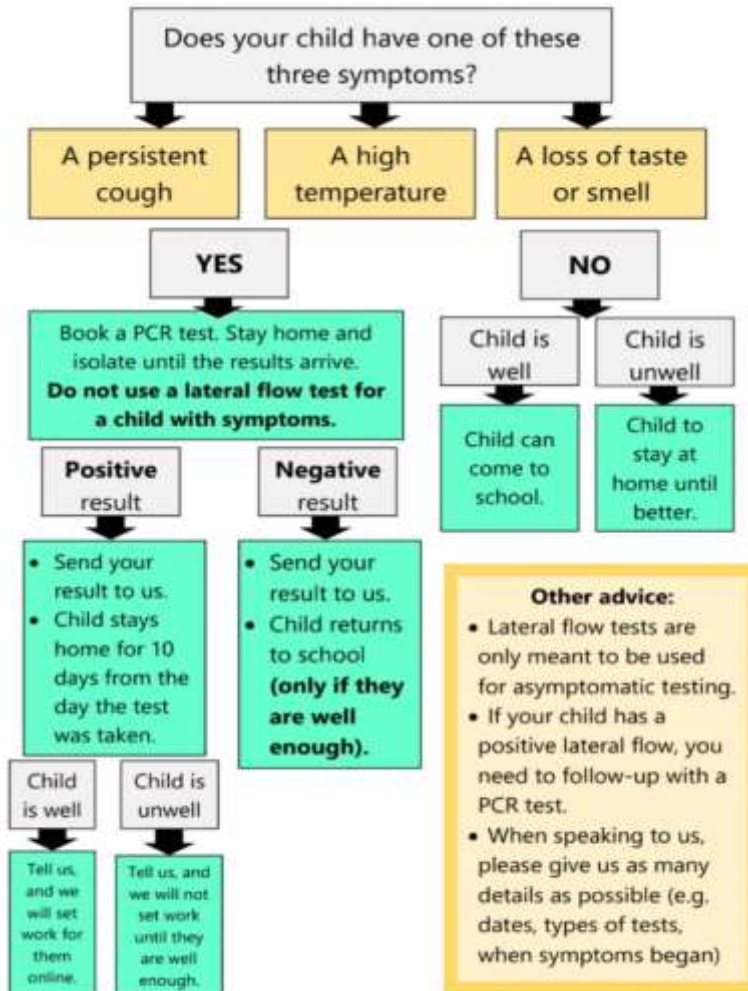 Does your child have one of these
three symptoms?
A persistent
cough
A high
temperature
A loss of taste
or smell
YES
Book a PCR test. Stay home and
isolate until the results arrive.
Do not use a lateral flow test for
a child with symptoms.
Positive
result
• Send your
result to us.
• Child stays
home for 10
days from the
day the test
was taken.
Child
is well
Tell us,
and we
will set
work for
them
online.
Child is
unwell
Tell us, and
we will not
set work
until they
are well
enough.
Negative
result
• Send your
result to us.
• Child returns
to school
(only if they
are well
enough).
NO
Child is
well
Child can
come to
school.
Child is
unwell
Child to
stay at
home until
better.
Other advice:
• Lateral flow tests are
only meant to be used
for asymptomatic testing.
• If your child has a
positive lateral flow, you
need to follow-up with a
PCR test.
• When speaking to us,
please give us as many
details as possible (e.g.
dates, types of tests,
when symptoms began)